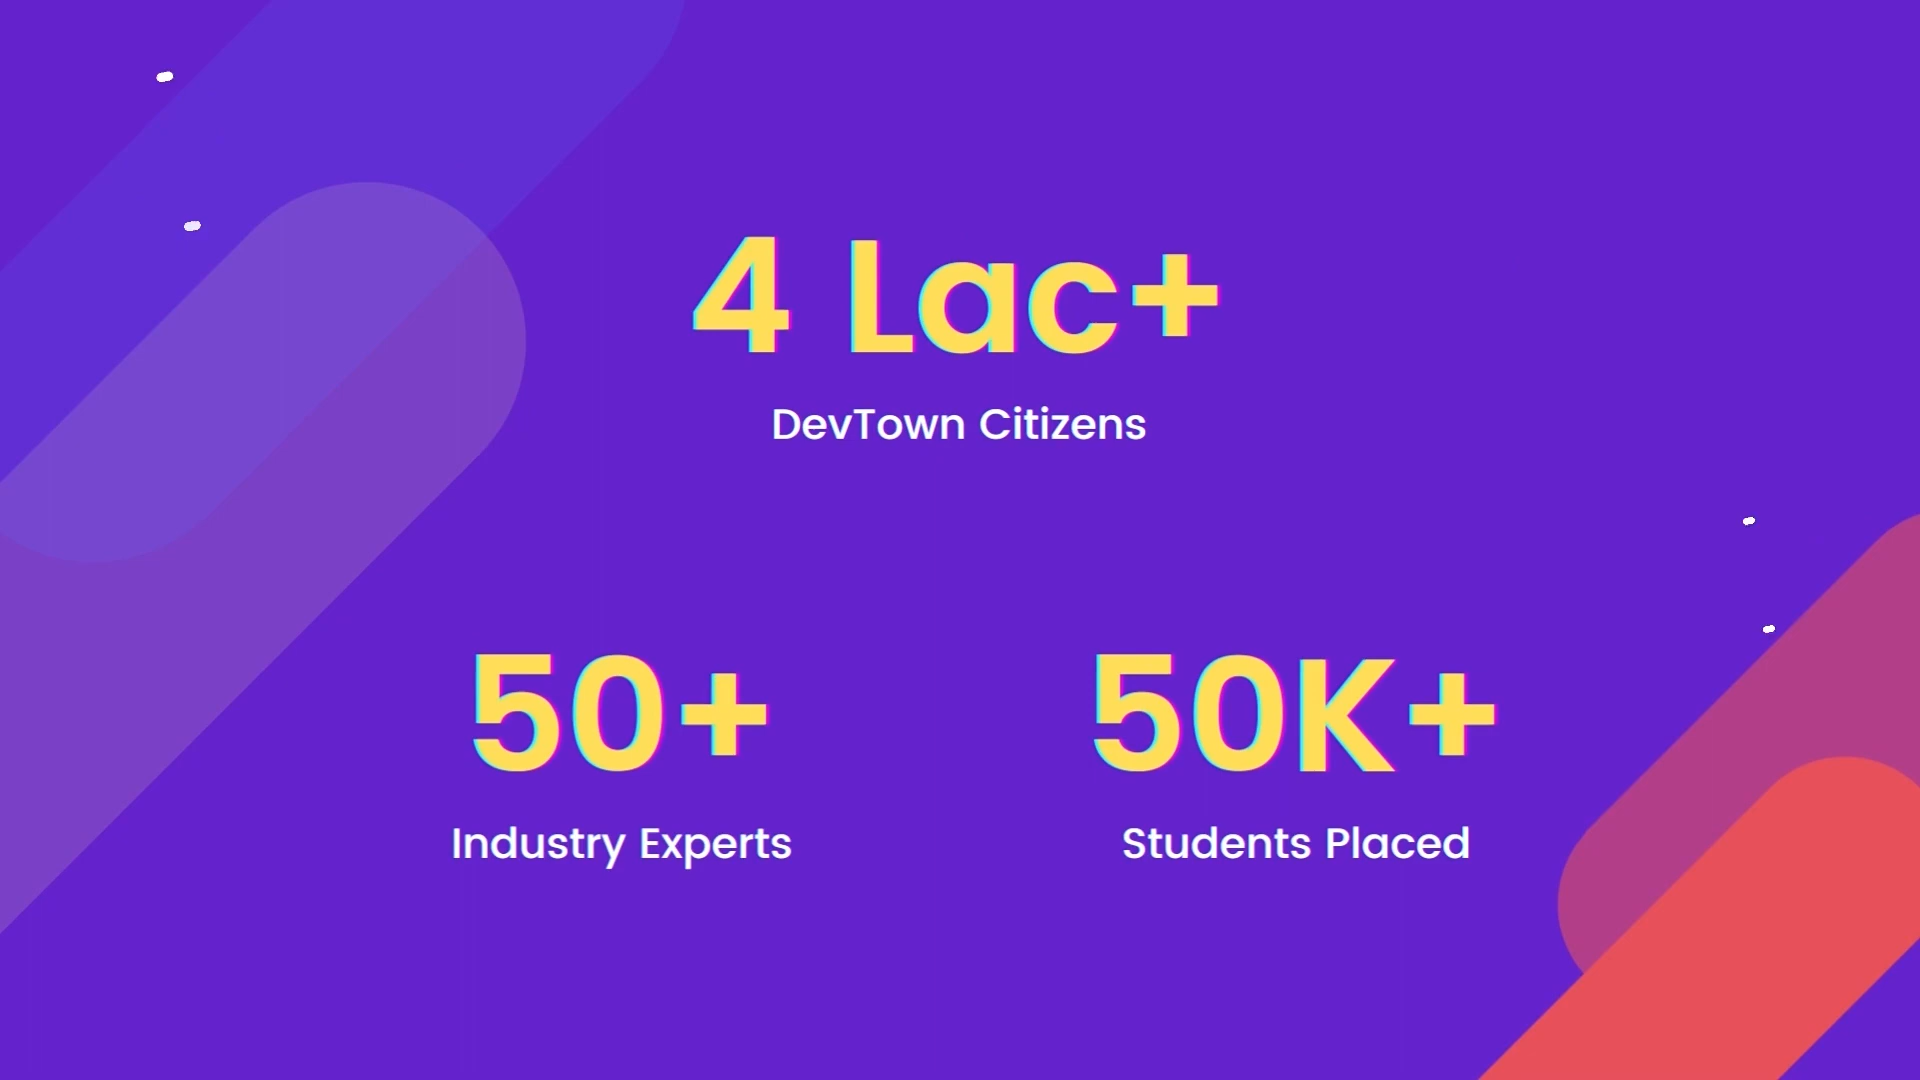 4 Lac+
DevTown Citizens
50+
Industry Experts
50K+
Students Placed